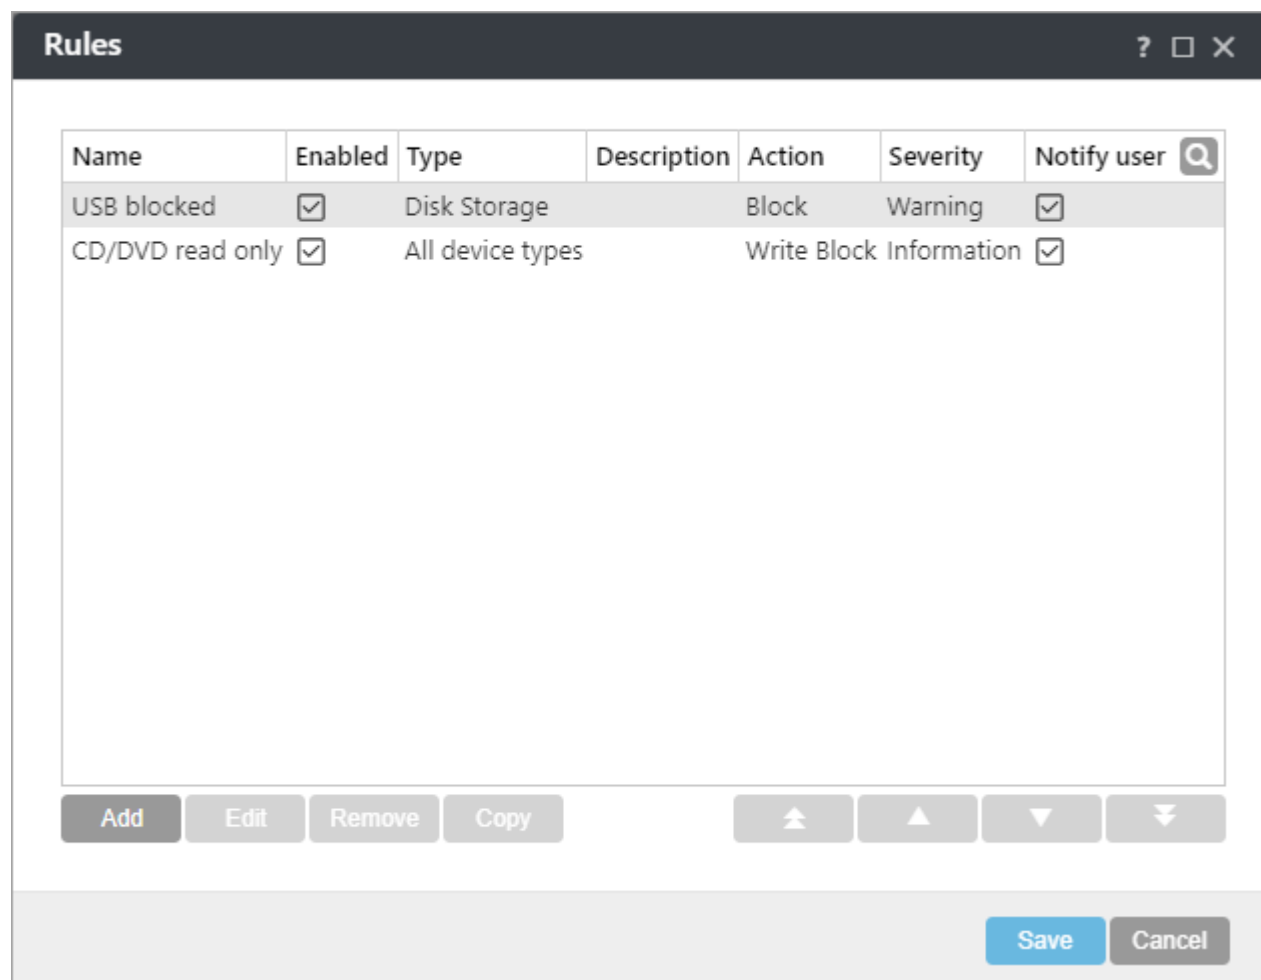 Rules ?
Name Enabled Type Description Action Severity Notify user
USB blocked Disk Storage Block Warning
CD/DVD read only All device types Write Block Information
Add Edit Remove Copy
Save Cancel